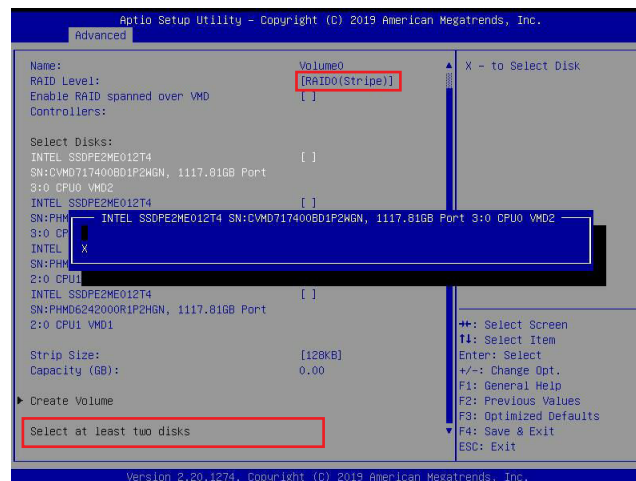 Aptio Setup Utility – Copyright (C) 2019 American Megatrends, Inc.
Advanced
Name: Volume0
RAID Level: [RAID0(Stripe)]
Enable RAID spanned over VMD [ ]
Controllers:
Select Disks:
INTEL SSDPE2ME012T4 [ ]
SN:CVMD717400BD1P2WGN, 1117.81GB Port
3:0 CPU0 VMD2
INTEL SSDPE2ME012T4 [ ]
SN:PHM
3:0 CP
INTEL
SN:PHM
2:0 CPU1
INTEL SSDPE2ME012T4 [ ]
SN:PHMD6242000R1P2HGN, 1117.81GB Port
2:0 CPU1 VMD1
Strip Size: [128KB]
Capacity (GB): 0.00
Create Volume
Select at least two disks
INTEL SSDPE2ME012T4 SN:CVMD717400BD1P2WGN, 1117.81GB Port 3:0 CPU0 VMD2
X
X – to Select Disk
→←: Select Screen
↑↓: Select Item
Enter: Select
+/-: Change Opt.
F1: General Help
F2: Previous Values
F3: Optimized Defaults
F4: Save & Exit
ESC: Exit
Version 2.20.1274. Copyright (C) 2019 American Megatrends, Inc.